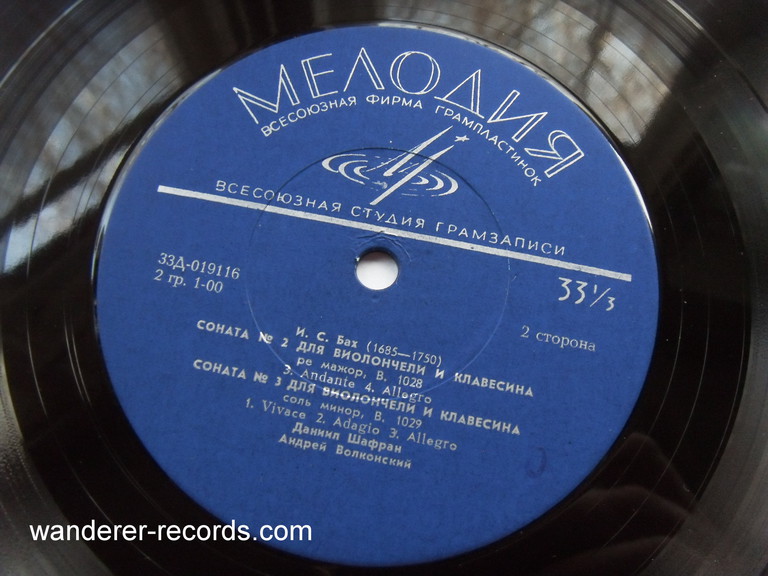 МЕЛОДИЯ
ВСЕСОЮЗНАЯ ФИРМА ГРАМПЛАСТИНОК
ВСЕСОЮЗНАЯ СТУДИЯ ГРАМЗАПИСИ
33Д-019116
2 гр. 1-00
33⅓
2 сторона
И. С. Бах (1685—1750)
СОНАТА № 2 ДЛЯ ВИОЛОНЧЕЛИ И КЛАВЕСИНА
ре мажор, В. 1028
3. Andante 4. Allegro
СОНАТА № 3 ДЛЯ ВИОЛОНЧЕЛИ И КЛАВЕСИНА
соль минор, В. 1029
1. Vivace 2. Adagio 3. Allegro
Даниил Шафран
Андрей Волконский
wanderer-records.com